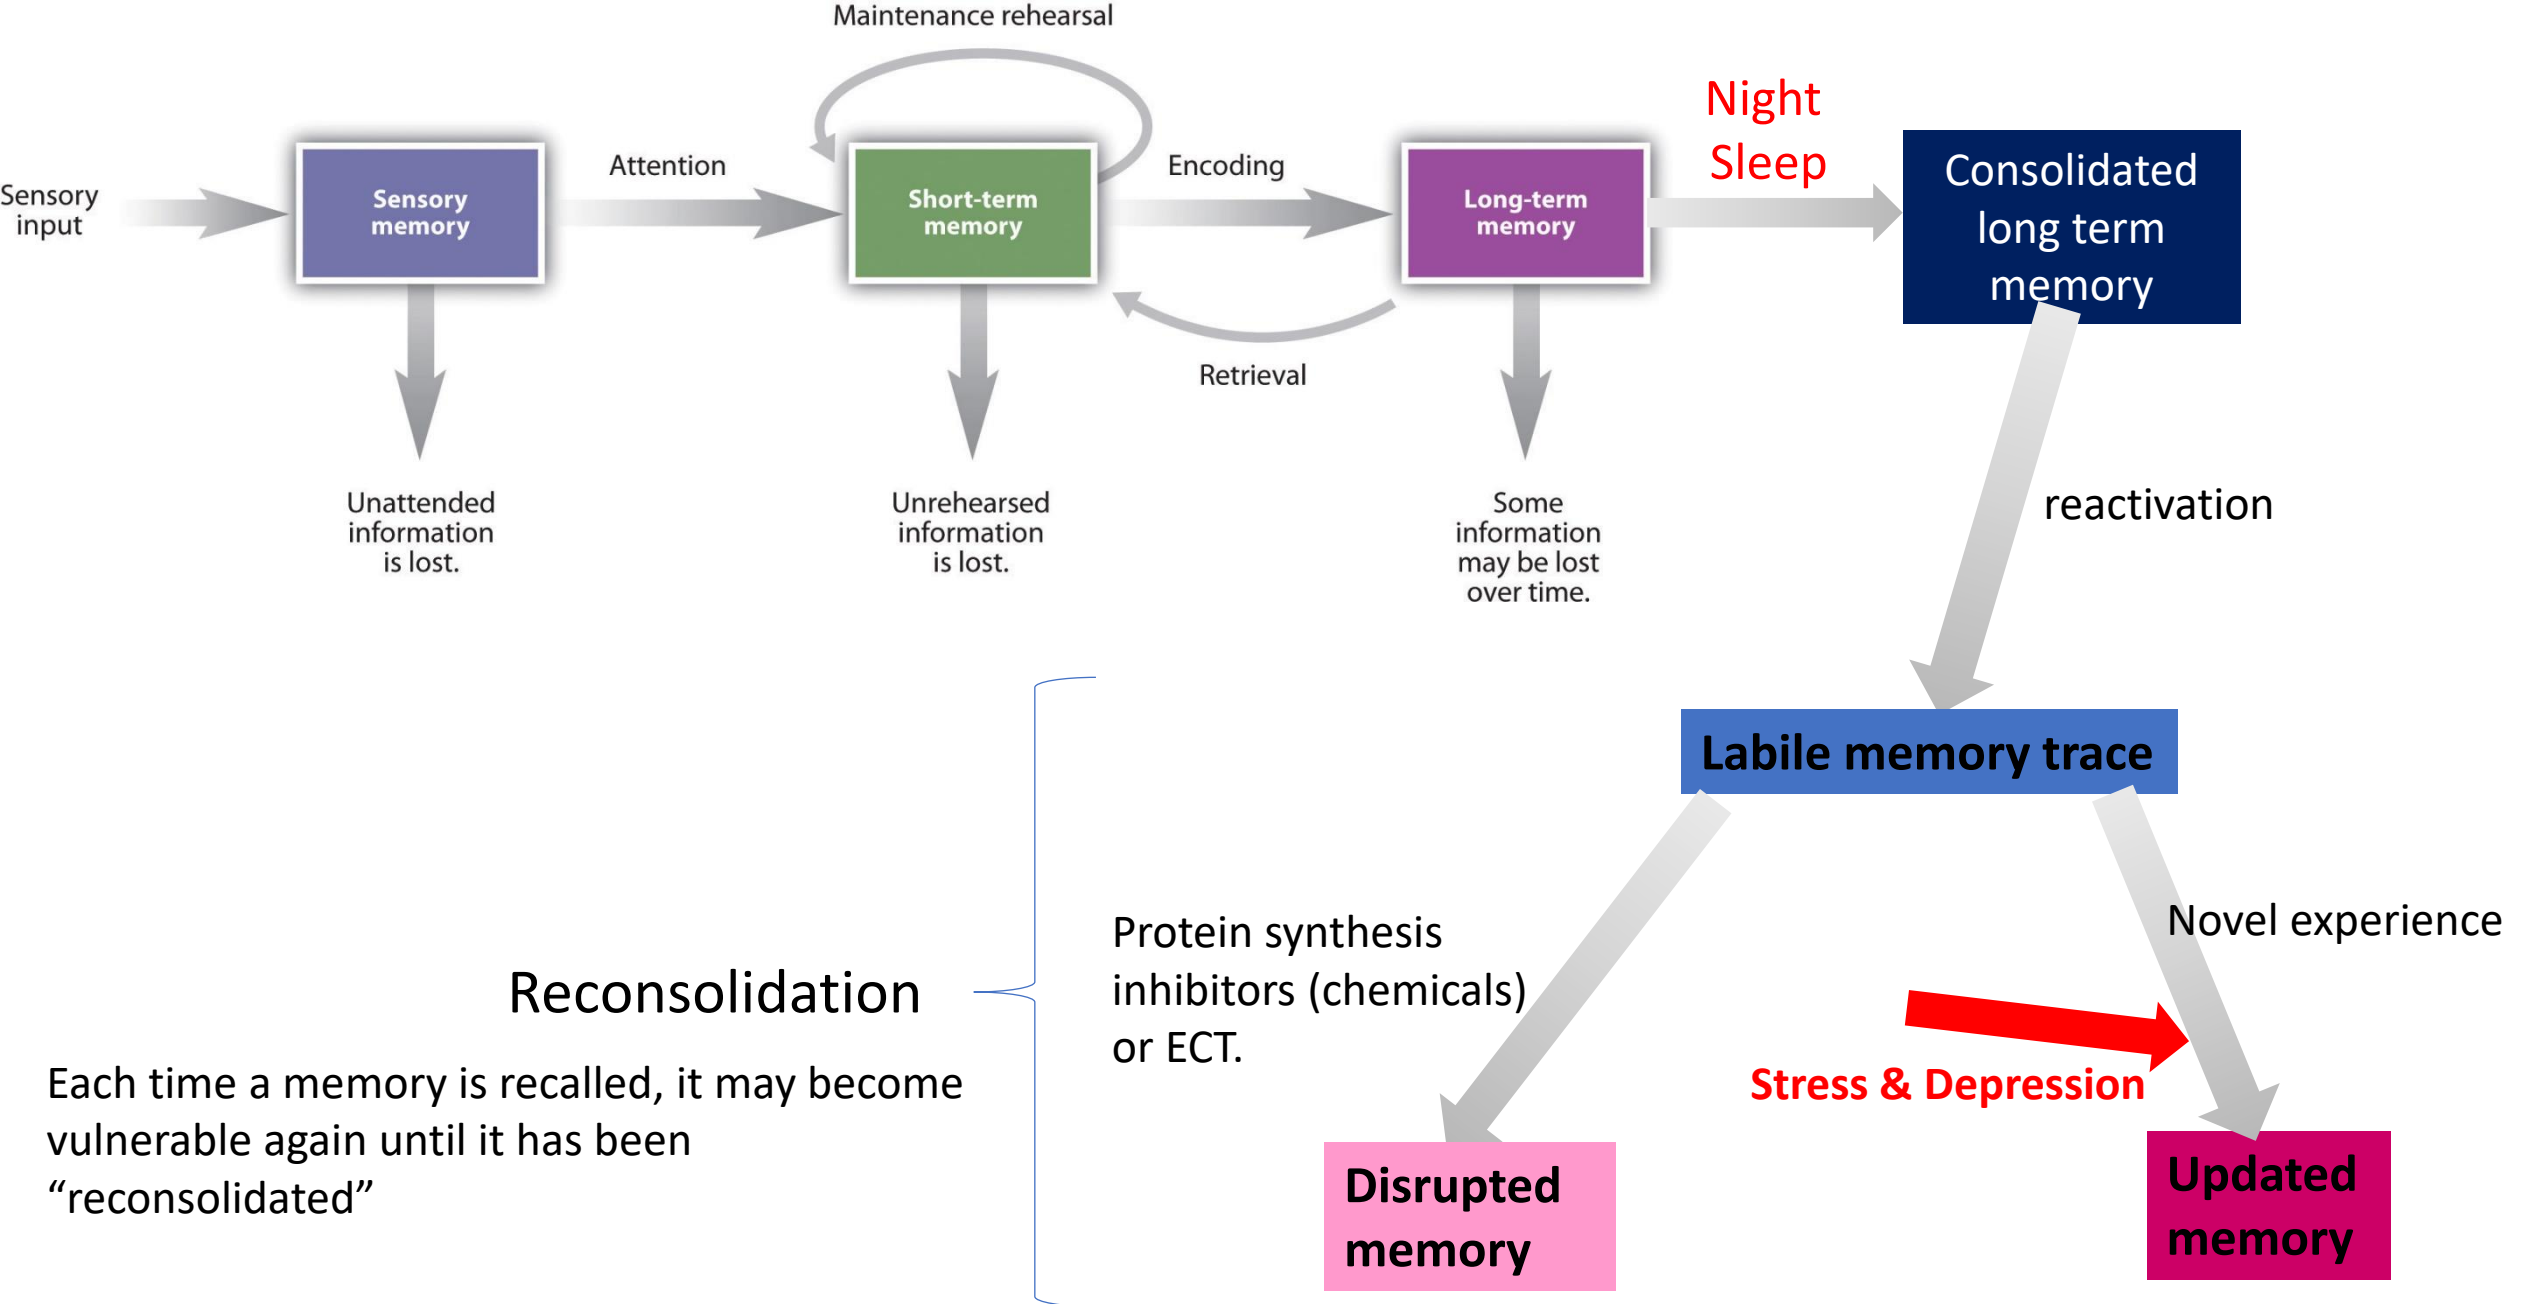 Maintenance rehearsal
Sensory
input
Sensory
memory
Attention
Short-term
memory
Encoding
Long-term
memory
Night
Sleep
Consolidated
long term
memory
Retrieval
Unattended
information
is lost.
Unrehearsed
information
is lost.
Some
information
may be lost
over time.
reactivation
Labile memory trace
Protein synthesis
inhibitors (chemicals)
or ECT.
Novel experience
Stress & Depression
Disrupted
memory
Updated
memory
Reconsolidation
Each time a memory is recalled, it may become
vulnerable again until it has been
“reconsolidated”